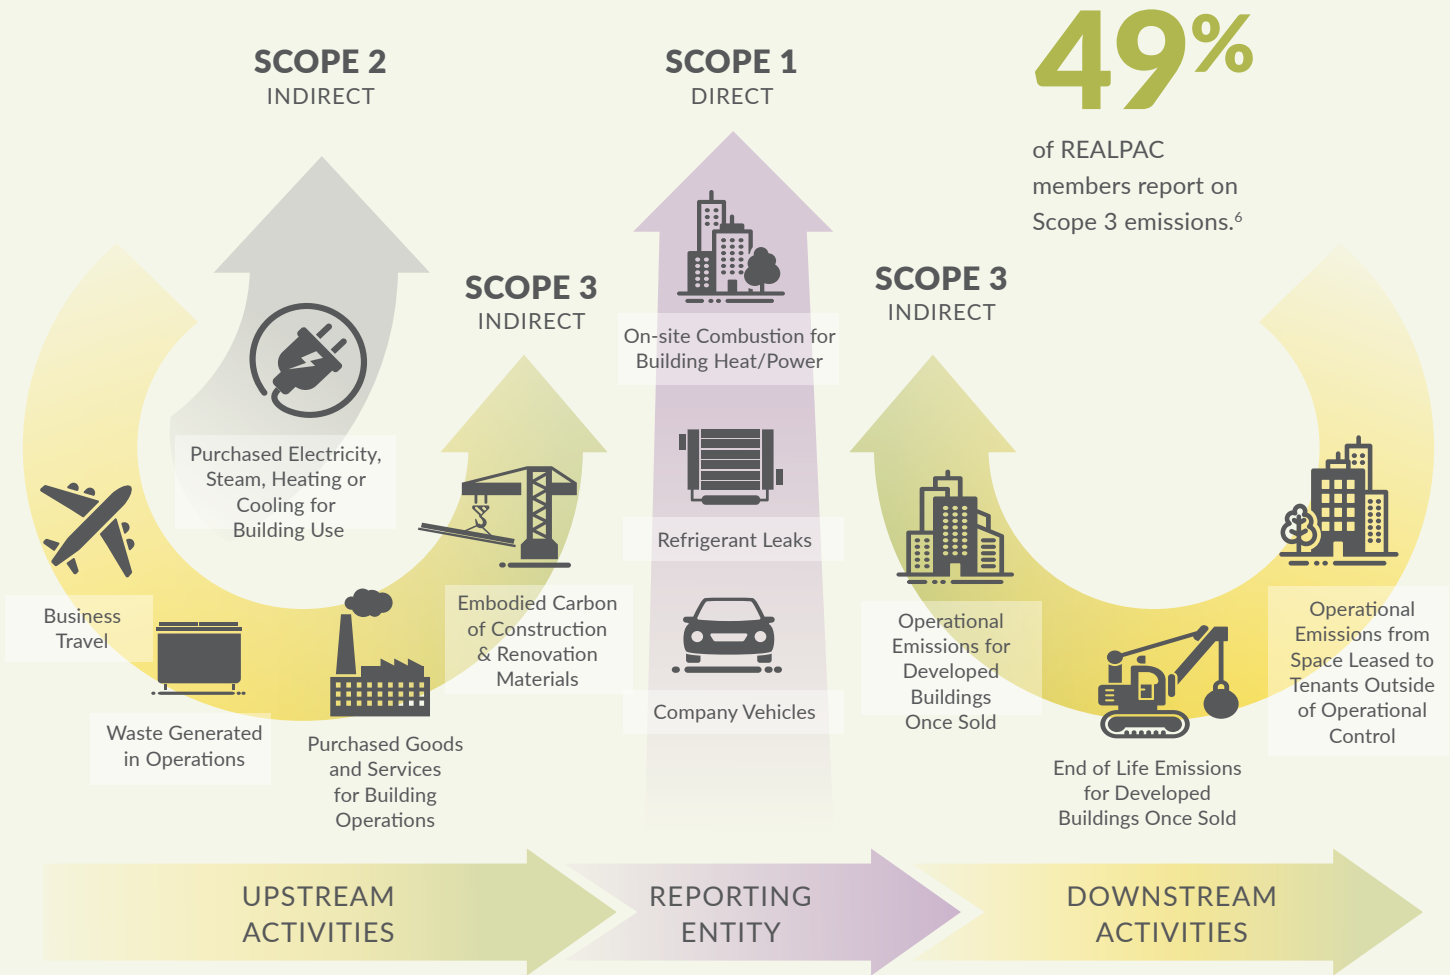 SCOPE 2
INDIRECT
SCOPE 1
DIRECT
49%
of REALPAC
members report on
Scope 3 emissions.⁶
SCOPE 3
INDIRECT
SCOPE 3
INDIRECT
On-site Combustion for
Building Heat/Power
Purchased Electricity,
Steam, Heating or
Cooling for
Building Use
Refrigerant Leaks
Business
Travel
Embodied Carbon
of Construction
& Renovation
Materials
Operational
Emissions for
Developed
Buildings
Once Sold
Operational
Emissions from
Space Leased to
Tenants Outside
of Operational
Control
Company Vehicles
Waste Generated
in Operations
Purchased Goods
and Services
for Building
Operations
End of Life Emissions
for Developed
Buildings Once Sold
UPSTREAM
ACTIVITIES
REPORTING
ENTITY
DOWNSTREAM
ACTIVITIES